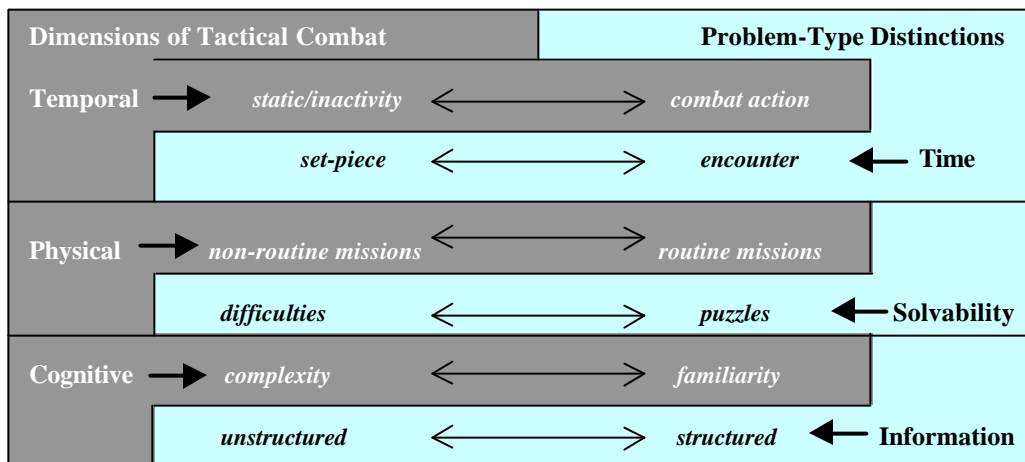 Dimensions of Tactical Combat Problem-Type Distinctions
Temporal static/inactivity combat action
set-piece encounter Time
Physical non-routine missions routine missions
difficulties puzzles Solvability
Cognitive complexity familiarity
unstructured structured Information